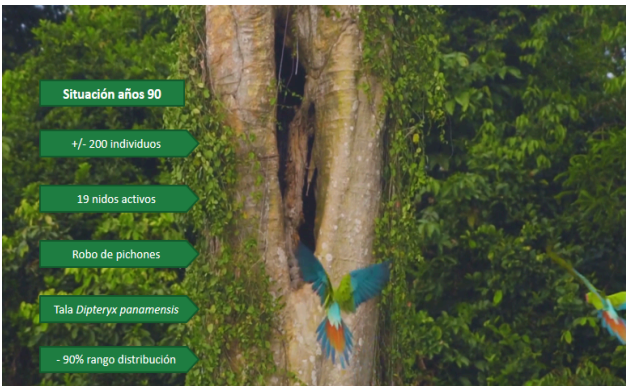 Situación años 90
+/- 200 individuos
19 nidos activos
Robo de pichones
Tala Dipteryx panamensis
- 90% rango distribución